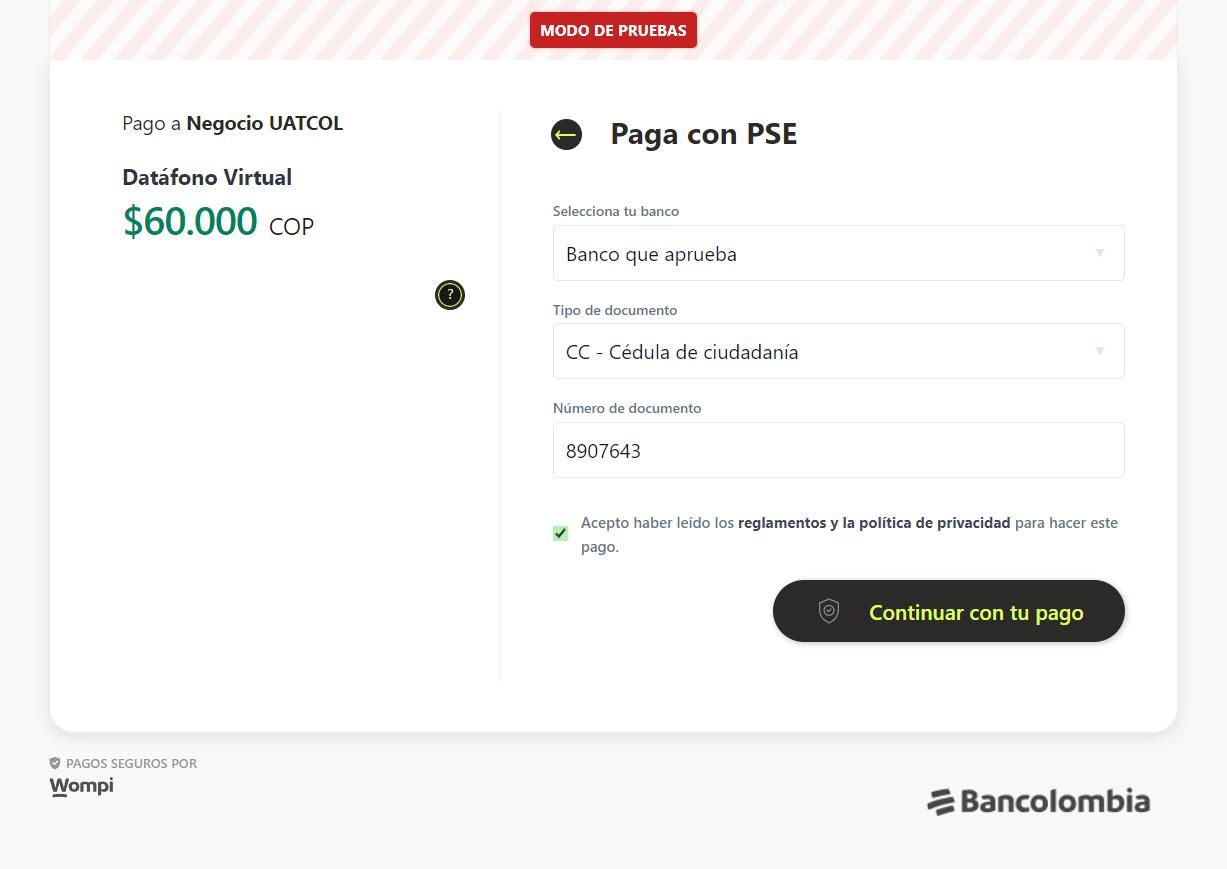 MODO DE PRUEBAS
Pago a Negocio UATCOL
Datáfono Virtual
$60.000 COP
?
Paga con PSE
Selecciona tu banco
Banco que aprueba
Tipo de documento
CC - Cédula de ciudadanía
Número de documento
8907643
Acepto haber leído los reglamentos y la política de privacidad para hacer este
pago.
Continuar con tu pago
PAGOS SEGUROS POR
Wompi
Bancolombia